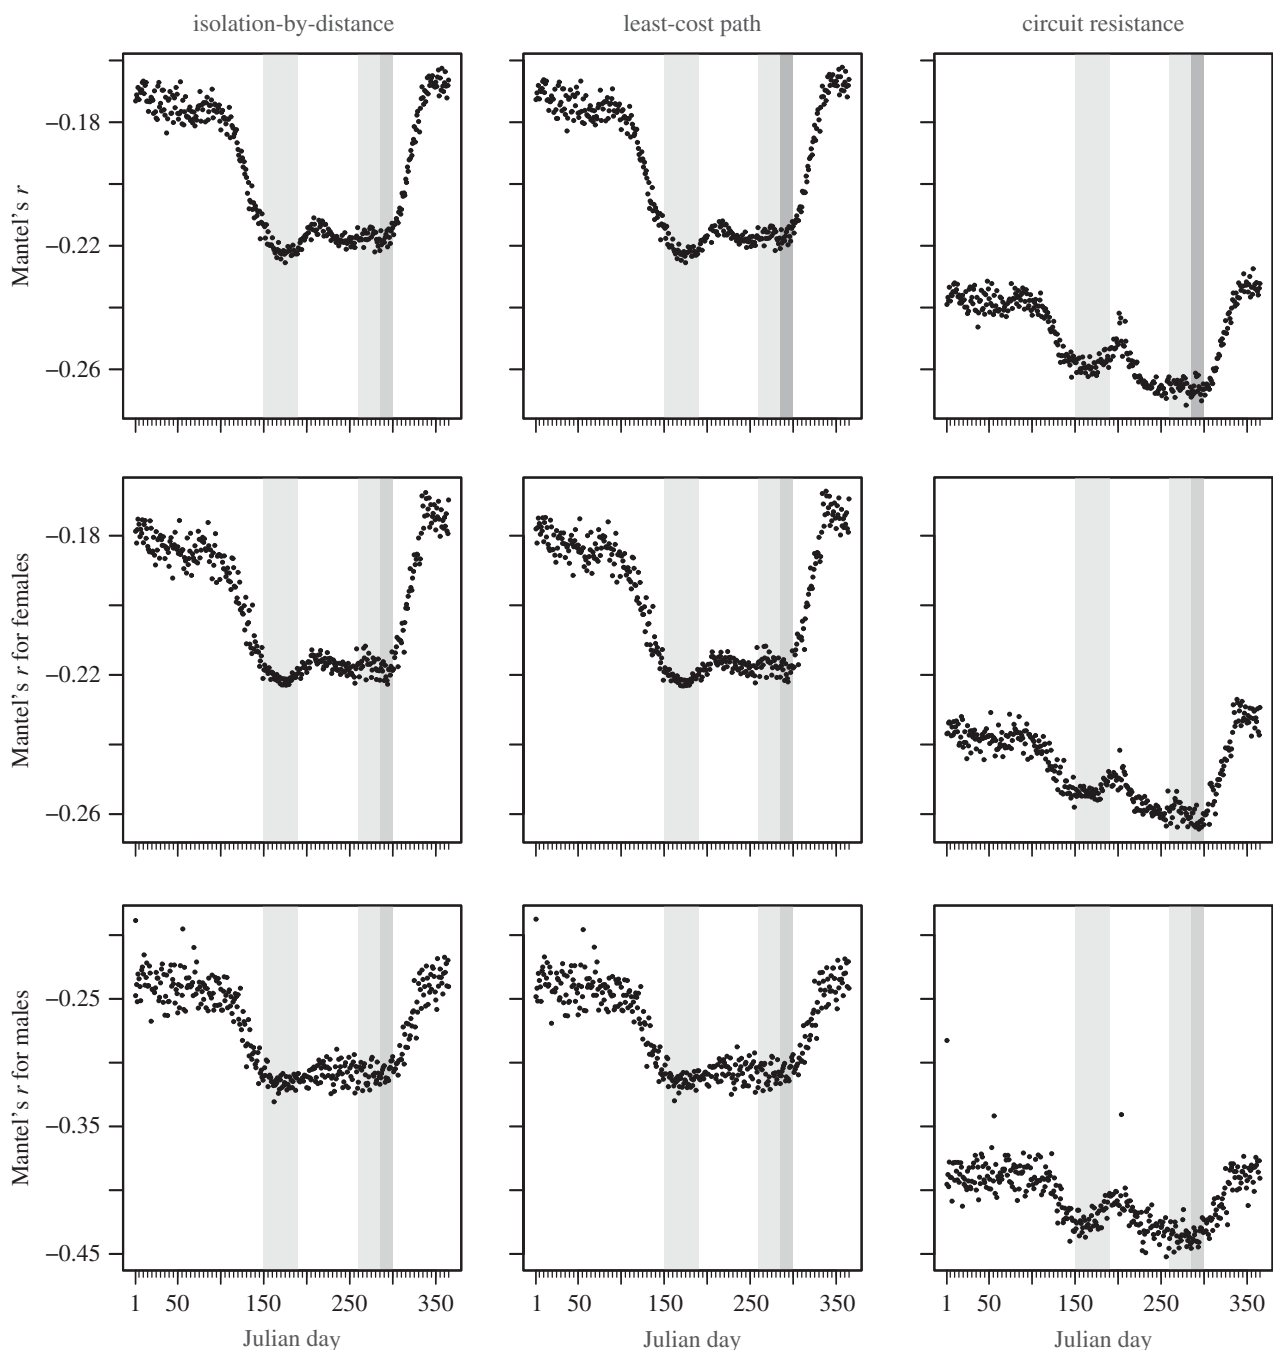 isolation-by-distance least-cost path circuit resistance
Mantel's r
−0.18
−0.22
−0.26
Mantel's r for females
−0.18
−0.22
−0.26
Mantel's r for males
−0.25
−0.35
−0.45
1 50 150 250 350 1 50 150 250 350 1 50 150 250 350
Julian day Julian day Julian day